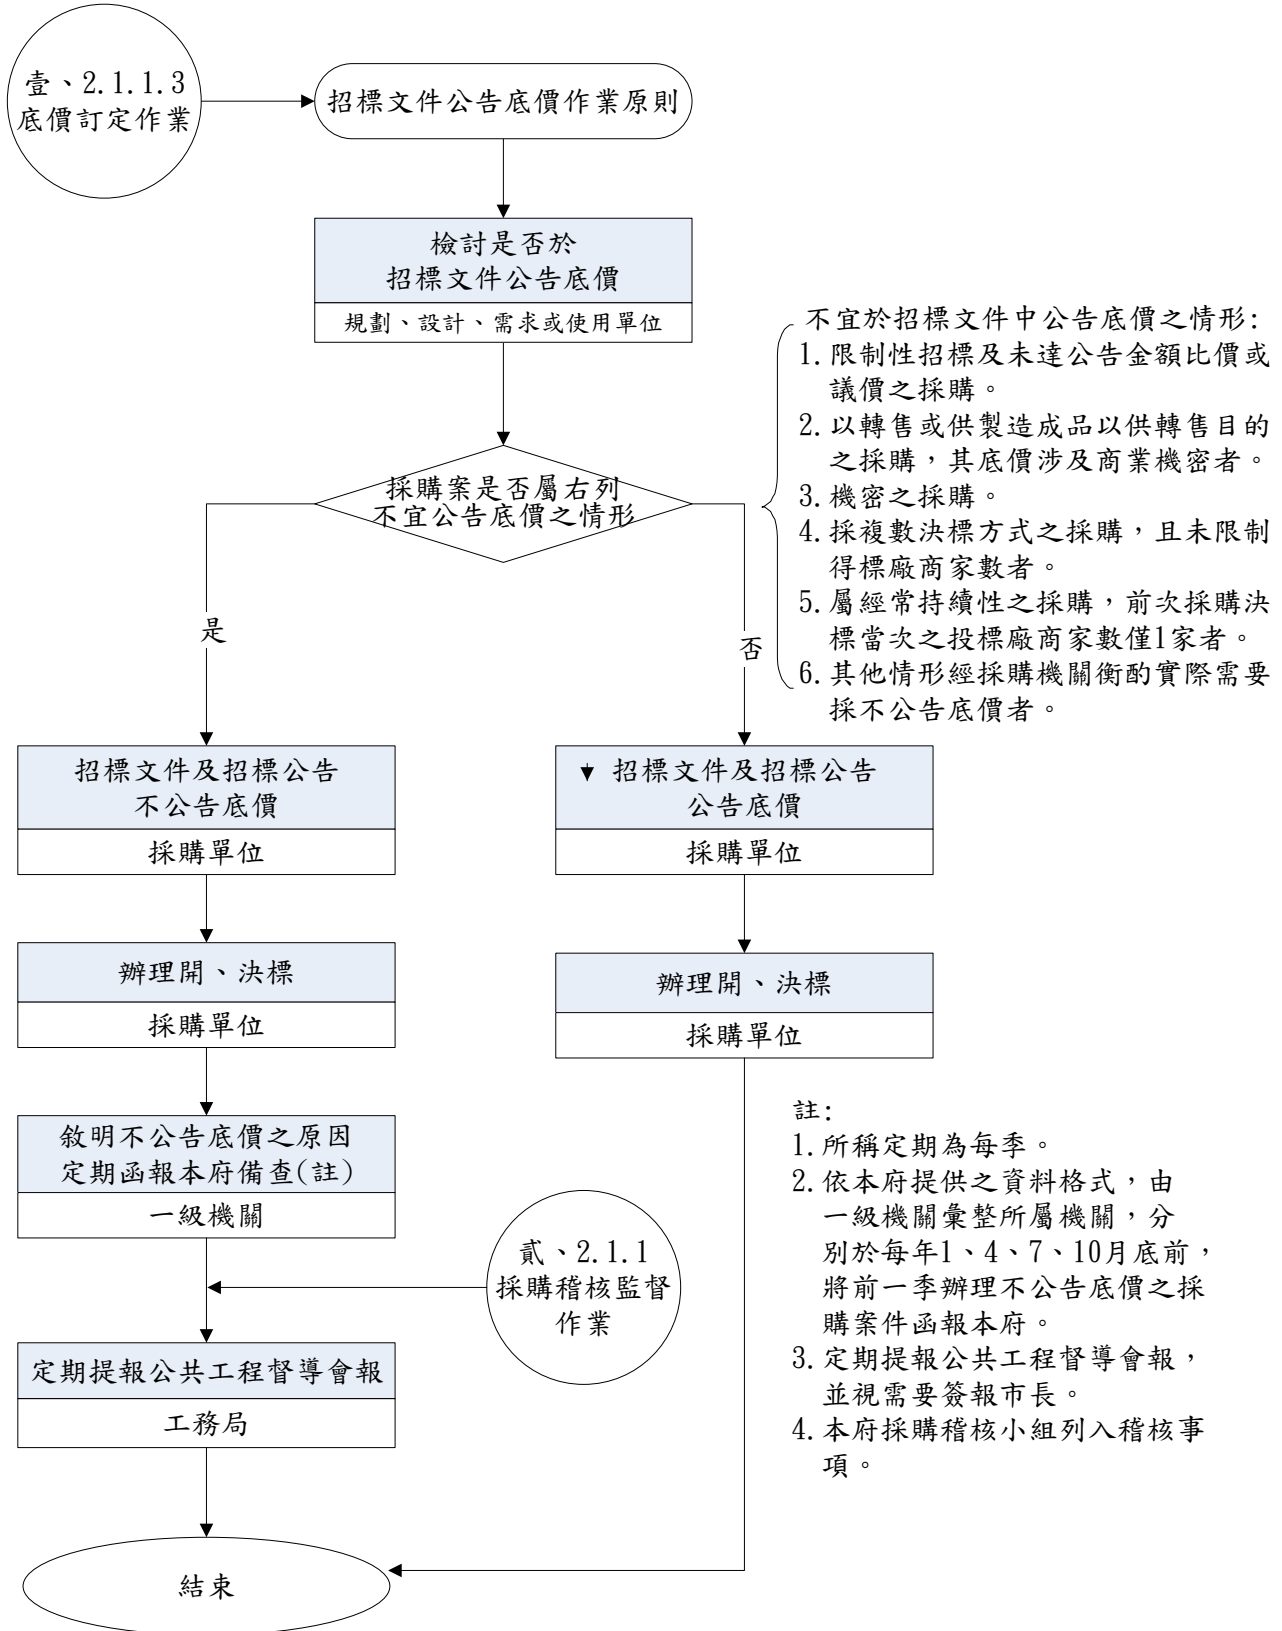 壹、2.1.1.3
底價訂定作業
招標文件公告底價作業原則
檢討是否於
招標文件公告底價
規劃、設計、需求或使用單位
採購案是否屬右列
不宜公告底價之情形
不宜於招標文件中公告底價之情形:
1.限制性招標及未達公告金額比價或
議價之採購。
2.以轉售或供製造成品以供轉售目的
之採購，其底價涉及商業機密者。
3.機密之採購。
4.採複數決標方式之採購，且未限制
得標廠商家數者。
5.屬經常持續性之採購，前次採購決
標當次之投標廠商家數僅1家者。
6.其他情形經採購機關衡酌實際需要
採不公告底價者。
是
否
招標文件及招標公告
不公告底價
採購單位
招標文件及招標公告
公告底價
採購單位
辦理開、決標
採購單位
辦理開、決標
採購單位
敘明不公告底價之原因
定期函報本府備查(註)
一級機關
貳、2.1.1
採購稽核監督
作業
定期提報公共工程督導會報
工務局
註:
1.所稱定期為每季。
2.依本府提供之資料格式，由
一級機關彙整所屬機關，分
別於每年1、4、7、10月底前，
將前一季辦理不公告底價之採
購案件函報本府。
3.定期提報公共工程督導會報，
並視需要簽報市長。
4.本府採購稽核小組列入稽核事
項。
結束